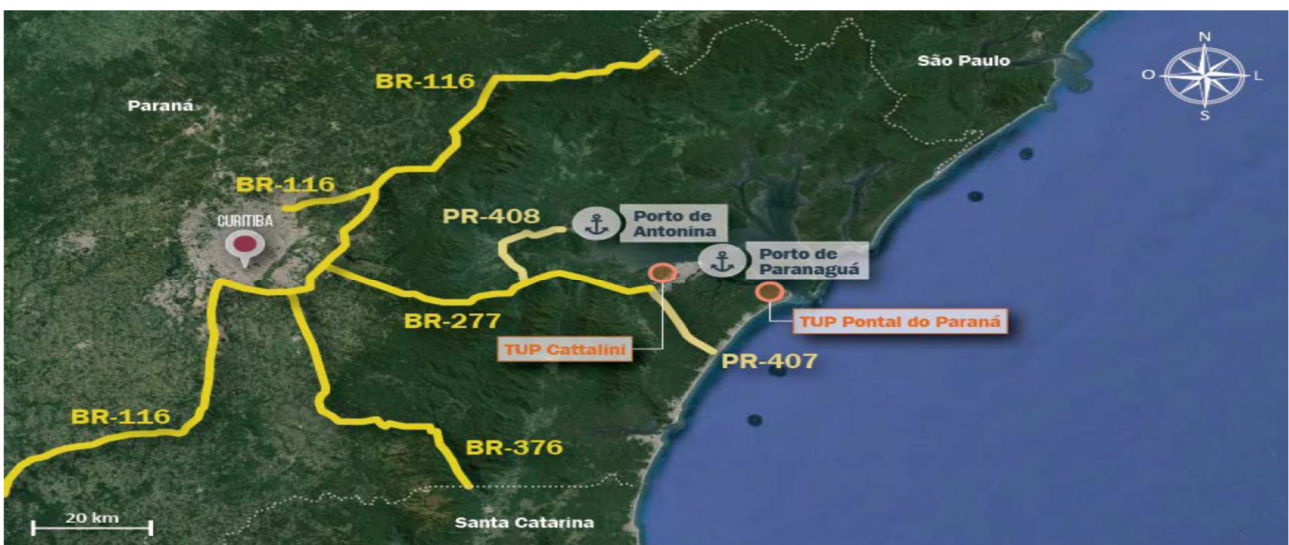 N
São Paulo
O
L
S
BR-116
Paraná
BR-116
CURITIBA
PR-408
Porto de
Antonina
Porto de
Paranaguá
BR-277
TUP Pontal do Paraná
TUP Cattalini
PR-407
BR-116
BR-376
20 km
Santa Catarina